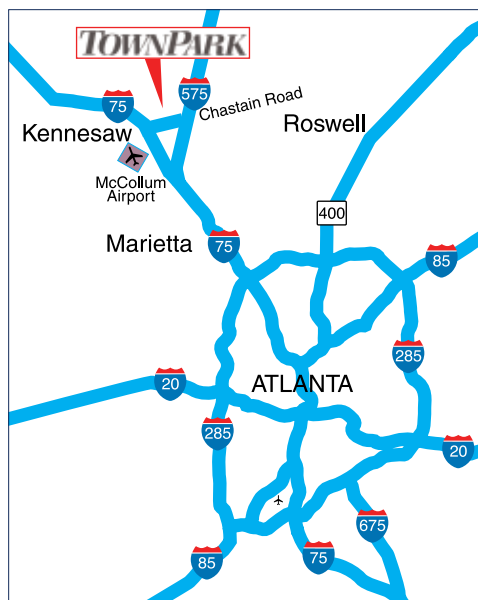 TOWNPARK
575
75
Chastain Road
Kennesaw
Roswell
McCollum
Airport
400
Marietta
75
85
285
20
ATLANTA
285
20
675
85
75